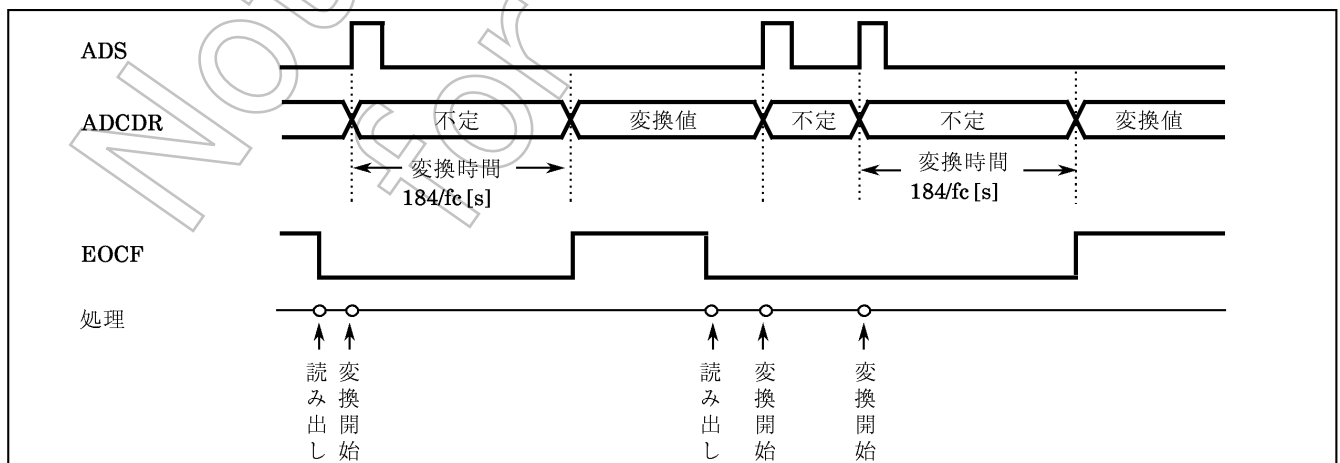 Not
for
ADS
ADCDR 不定 変換値 不定 不定 変換値
変換時間 変換時間
184/fc [s] 184/fc [s]
EOCF
処理
読み出し 変換開始 読み出し 変換開始 変換開始